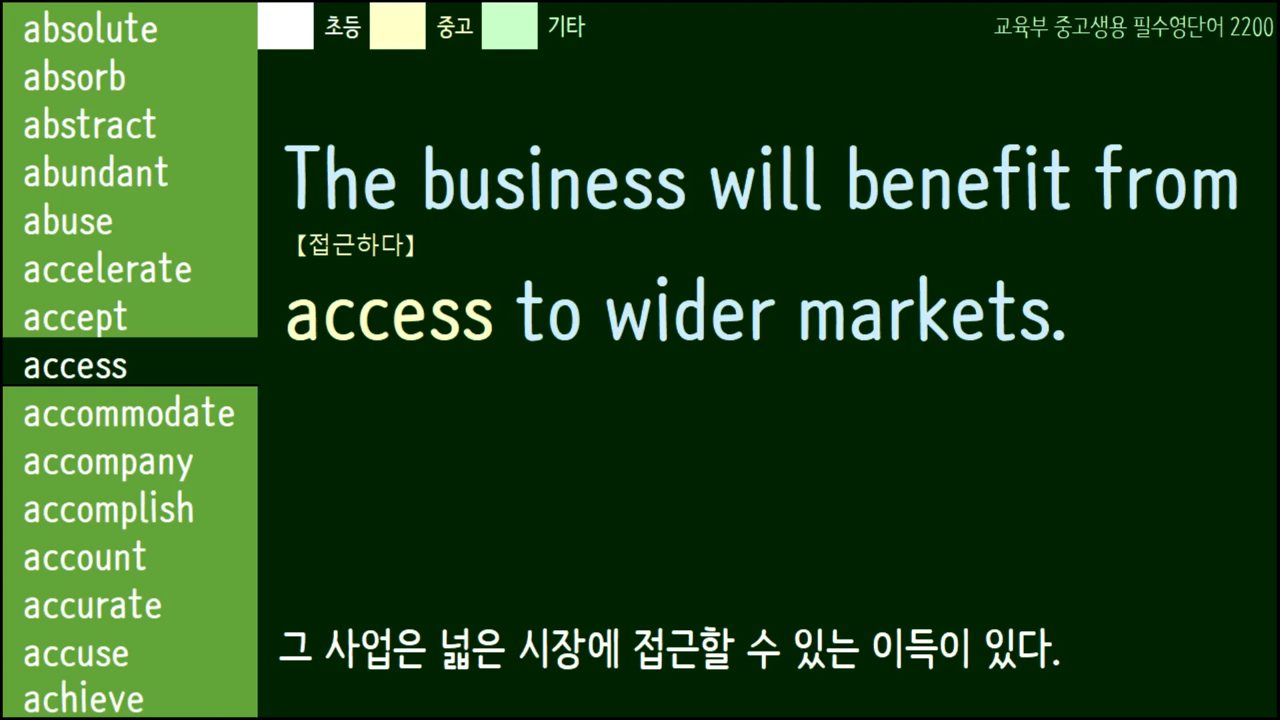 absolute
absorb
abstract
abundant
abuse
accelerate
accept
access
accommodate
accompany
accomplish
account
accurate
accuse
achieve
초등 중고 기타
교육부 중고생용 필수영단어 2200
The business will benefit from
【접근하다】
access to wider markets.
그 사업은 넓은 시장에 접근할 수 있는 이득이 있다.